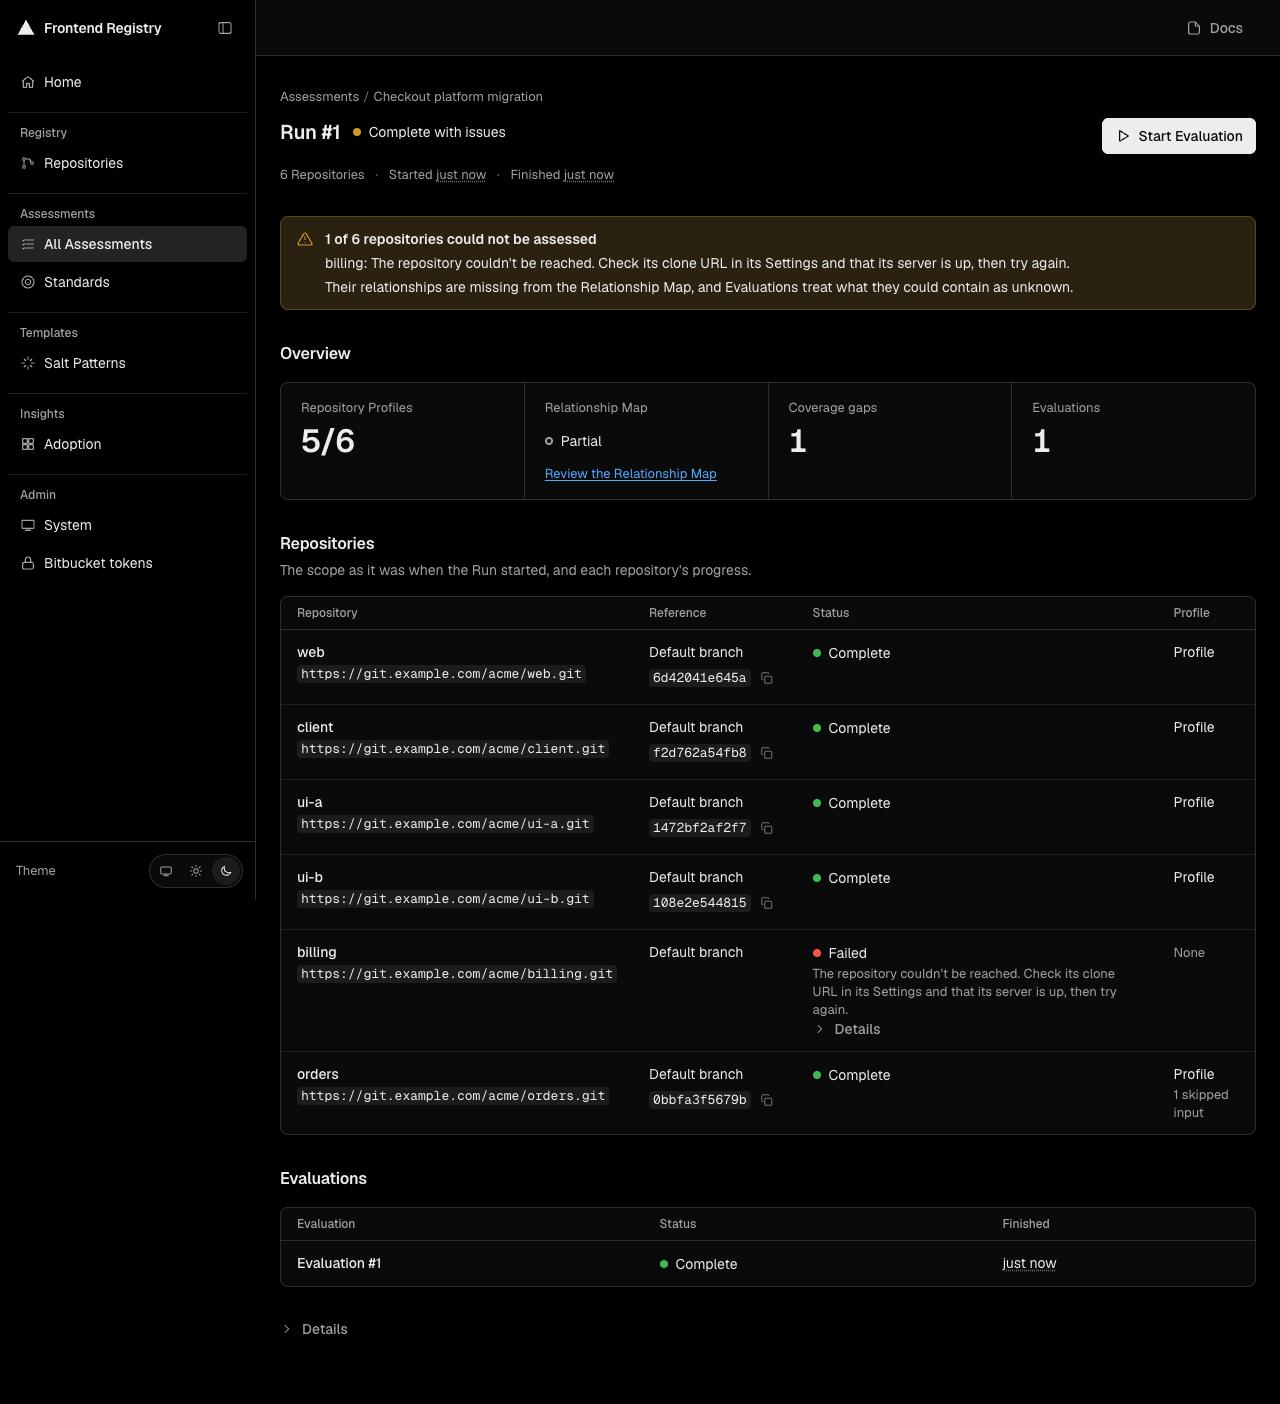 Frontend Registry
Docs
Home
Registry
Repositories
Assessments
All Assessments
Standards
Templates
Salt Patterns
Insights
Adoption
Admin
System
Bitbucket tokens
Theme
Assessments / Checkout platform migration
Run #1 Complete with issues
Start Evaluation
6 Repositories · Started just now · Finished just now
1 of 6 repositories could not be assessed
billing: The repository couldn't be reached. Check its clone URL in its Settings and that its server is up, then try again.
Their relationships are missing from the Relationship Map, and Evaluations treat what they could contain as unknown.
Overview
Repository Profiles
5/6
Relationship Map
Partial
Review the Relationship Map
Coverage gaps
1
Evaluations
1
Repositories
The scope as it was when the Run started, and each repository's progress.
Repository Reference Status Profile
web Default branch Complete Profile
https://git.example.com/acme/web.git 6d42041e645a
client Default branch Complete Profile
https://git.example.com/acme/client.git f2d762a54fb8
ui-a Default branch Complete Profile
https://git.example.com/acme/ui-a.git 1472bf2af2f7
ui-b Default branch Complete Profile
https://git.example.com/acme/ui-b.git 108e2e544815
billing Default branch Failed None
https://git.example.com/acme/billing.git
The repository couldn't be reached. Check its clone
URL in its Settings and that its server is up, then try
again.
Details
orders Default branch Complete Profile
https://git.example.com/acme/orders.git 0bbfa3f5679b
1 skipped
input
Evaluations
Evaluation Status Finished
Evaluation #1 Complete just now
Details